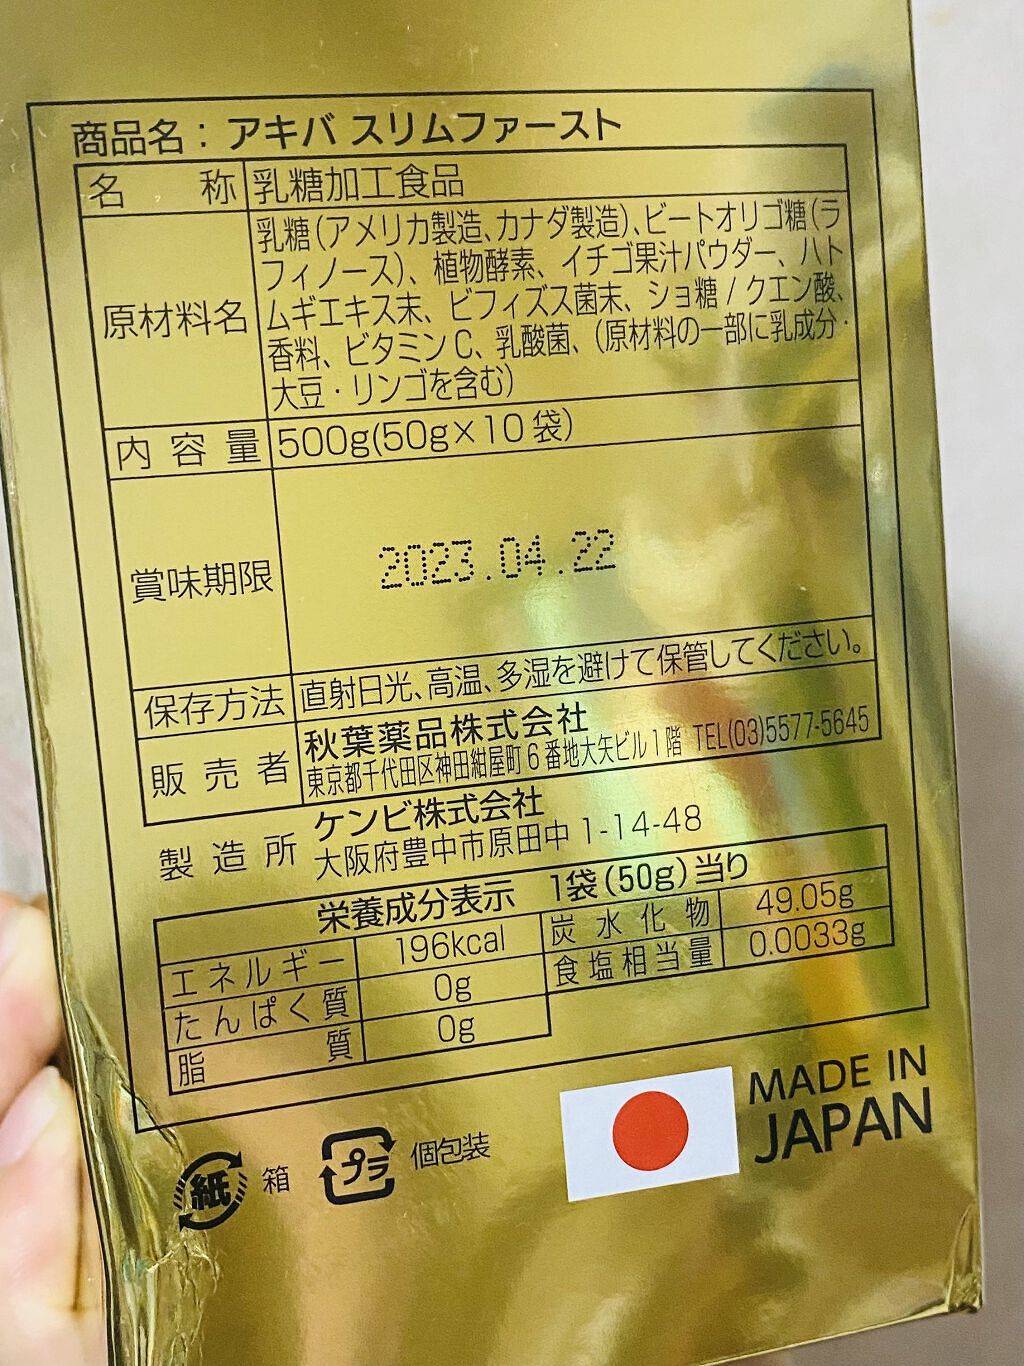 商品名：アキバ スリムファースト
名称 乳糖加工食品
原材料名 乳糖(アメリカ製造、カナダ製造)、ビートオリゴ糖(ラ
フィノース)、植物酵素、イチゴ果汁パウダー、ハト
ムギエキス末、ビフィズス菌末、ショ糖/クエン酸、
香料、ビタミンC、乳酸菌、(原材料の一部に乳成分・
大豆・リンゴを含む)
内容量 500g(50g×10袋)
賞味期限 2023.04.22
保存方法 直射日光、高温、多湿を避けて保管してください。
販売者 秋葉薬品株式会社
東京都千代田区神田紺屋町6番地大矢ビル1階 TEL(03)5577-5645
製造所 ケンビ株式会社
大阪府豊中市原田中1-14-48
栄養成分表示 1袋(50g)当り
エネルギー 196kcal 炭水化物 49.05g
たんぱく質 0g 食塩相当量 0.0033g
脂質 0g
紙 箱 プラ 個包装
MADE IN
JAPAN